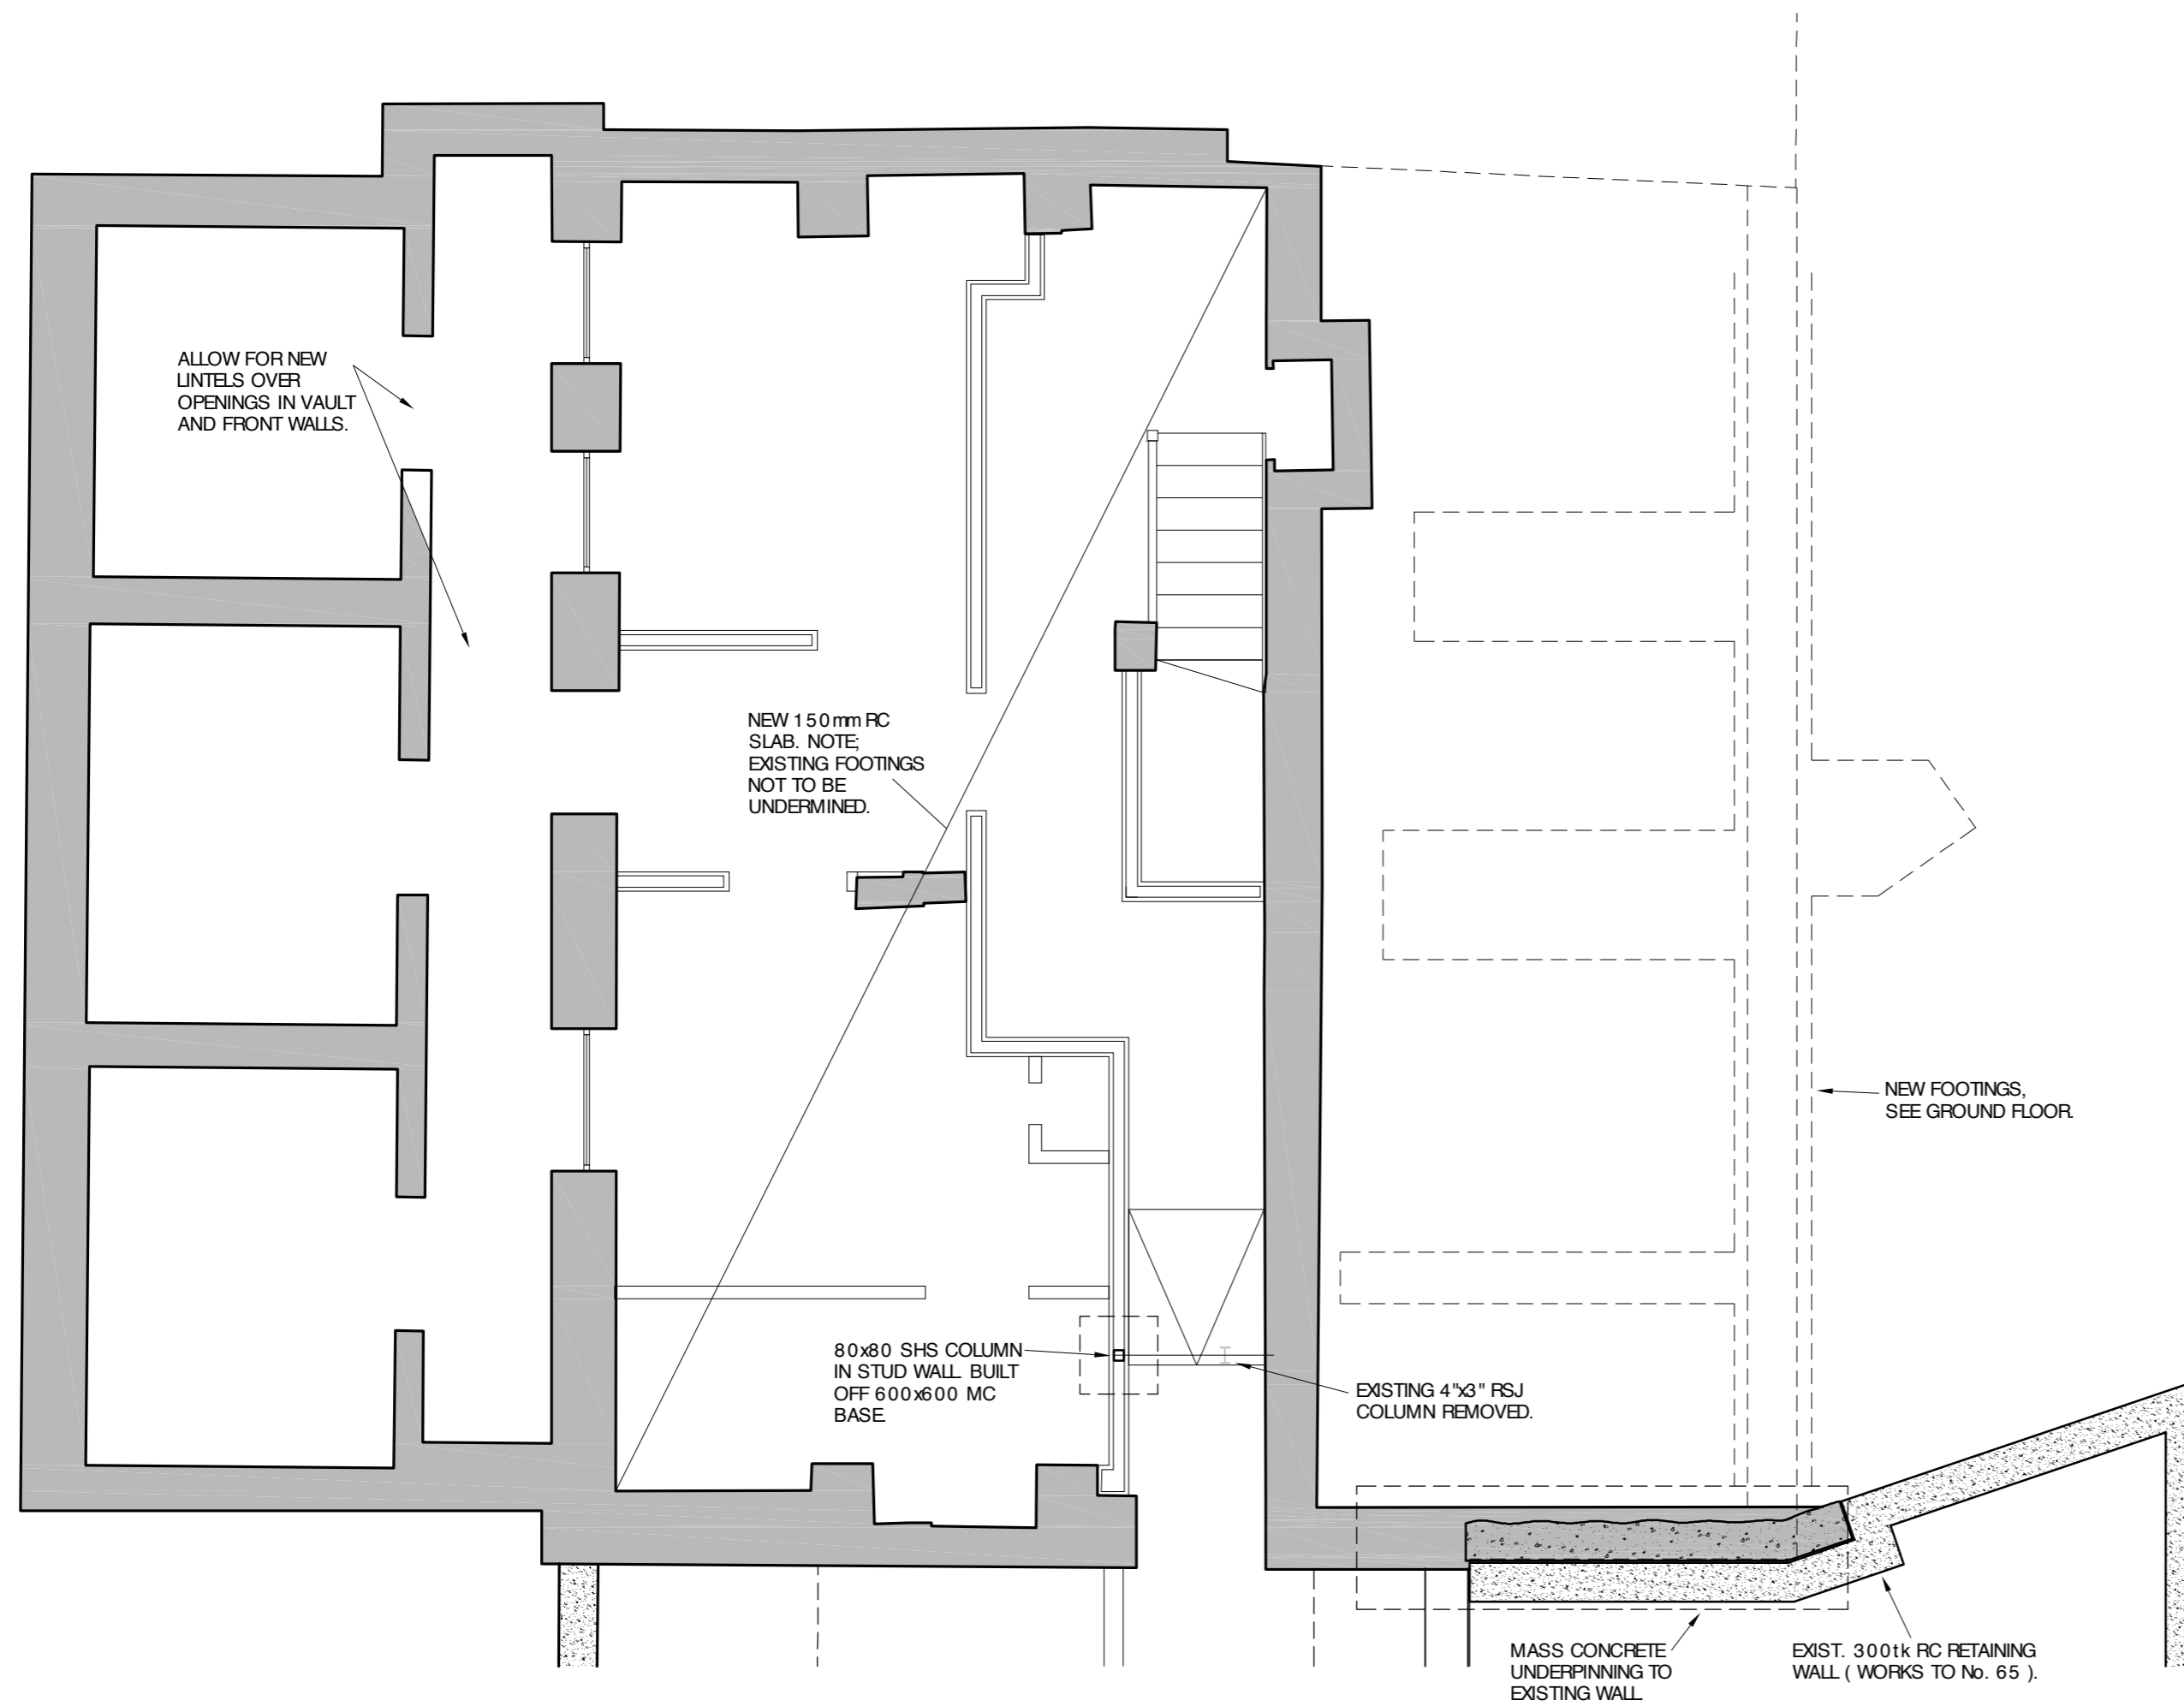 ALLOW FOR NEW
LINTELS OVER
OPENINGS IN VAULT
AND FRONT WALLS.
NEW 150mm RC
SLAB. NOTE;
EXISTING FOOTINGS
NOT TO BE
UNDERMINED.
NEW FOOTINGS,
SEE GROUND FLOOR.
80x80 SHS COLUMN
IN STUD WALL BUILT
OFF 600x600 MC
BASE.
EXISTING 4"x3" RSJ
COLUMN REMOVED.
MASS CONCRETE
UNDERPINNING TO
EXISTING WALL
EXIST. 300tk RC RETAINING
WALL ( WORKS TO No. 65 ).